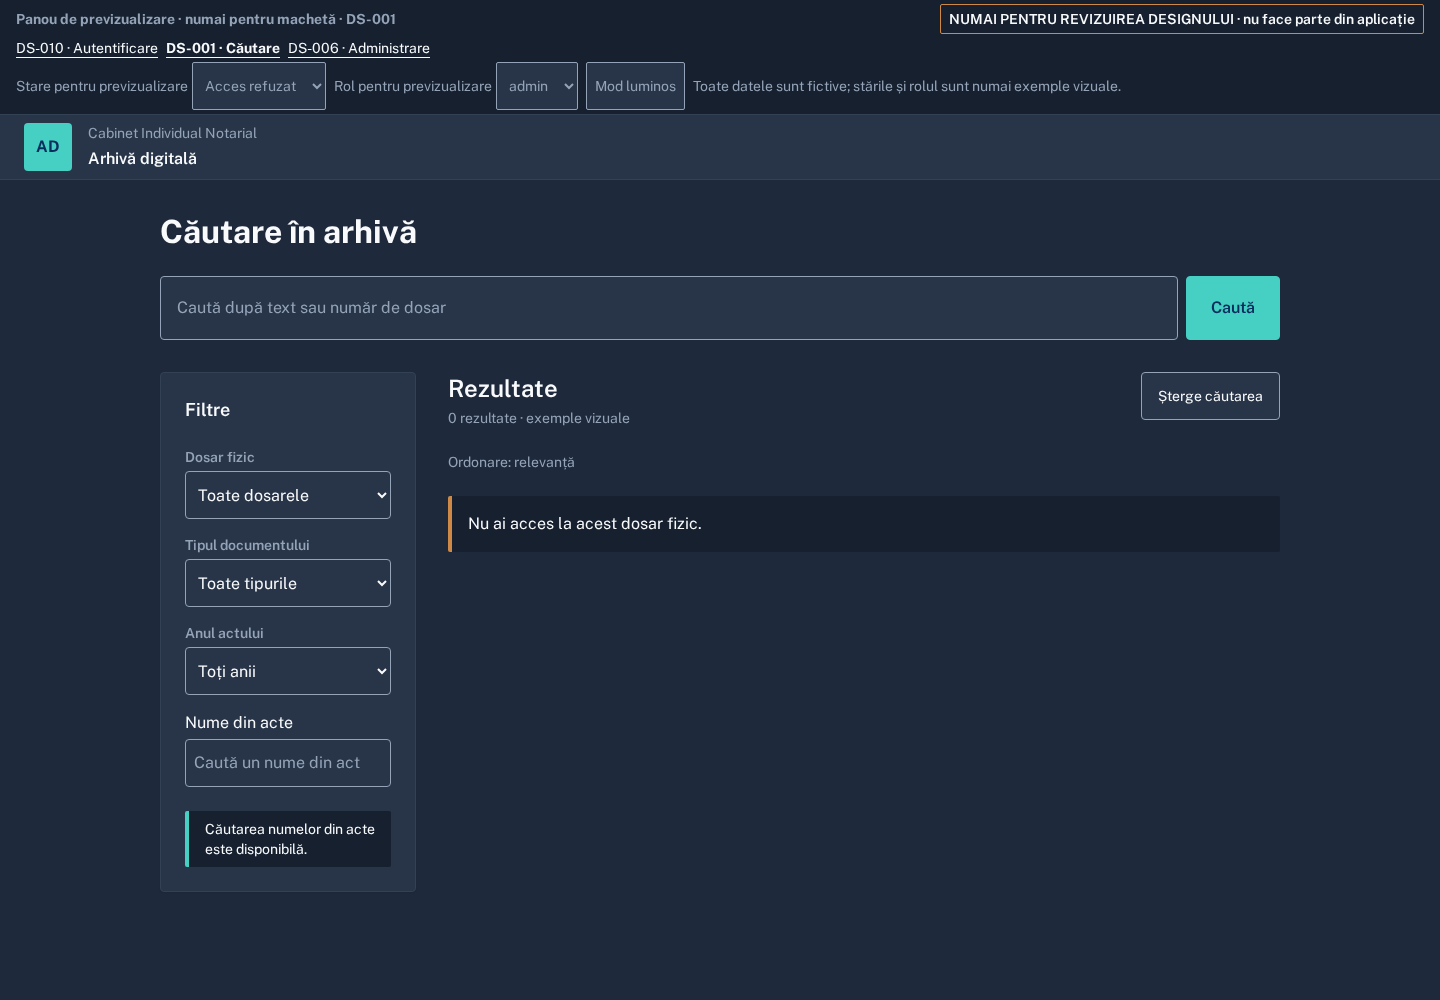 Panou de previzualizare · numai pentru machetă · DS-001
NUMAI PENTRU REVIZUIREA DESIGNULUI · nu face parte din aplicație
DS-010 · Autentificare DS-001 · Căutare DS-006 · Administrare
Stare pentru previzualizare Acces refuzat Rol pentru previzualizare admin Mod luminos Toate datele sunt fictive; stările și rolul sunt numai exemple vizuale.
AD
Cabinet Individual Notarial
Arhivă digitală
Căutare în arhivă
Caută după text sau număr de dosar
Caută
Filtre
Dosar fizic
Toate dosarele
Tipul documentului
Toate tipurile
Anul actului
Toți anii
Nume din acte
Caută un nume din act
Căutarea numelor din acte
este disponibilă.
Rezultate
0 rezultate · exemple vizuale
Șterge căutarea
Ordonare: relevanță
Nu ai acces la acest dosar fizic.